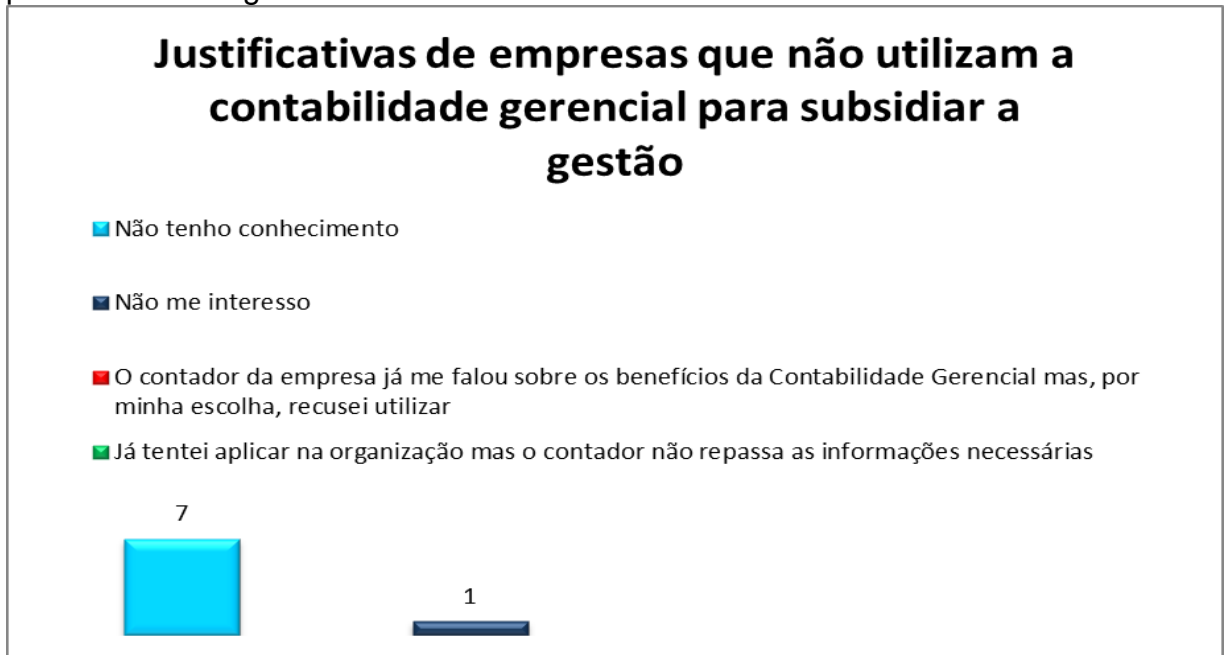 Justificativas de empresas que não utilizam a
contabilidade gerencial para subsidiar a
gestão
Não tenho conhecimento
Não me interesso
O contador da empresa já me falou sobre os benefícios da Contabilidade Gerencial mas, por
minha escolha, recusei utilizar
Já tentei aplicar na organização mas o contador não repassa as informações necessárias
7
1